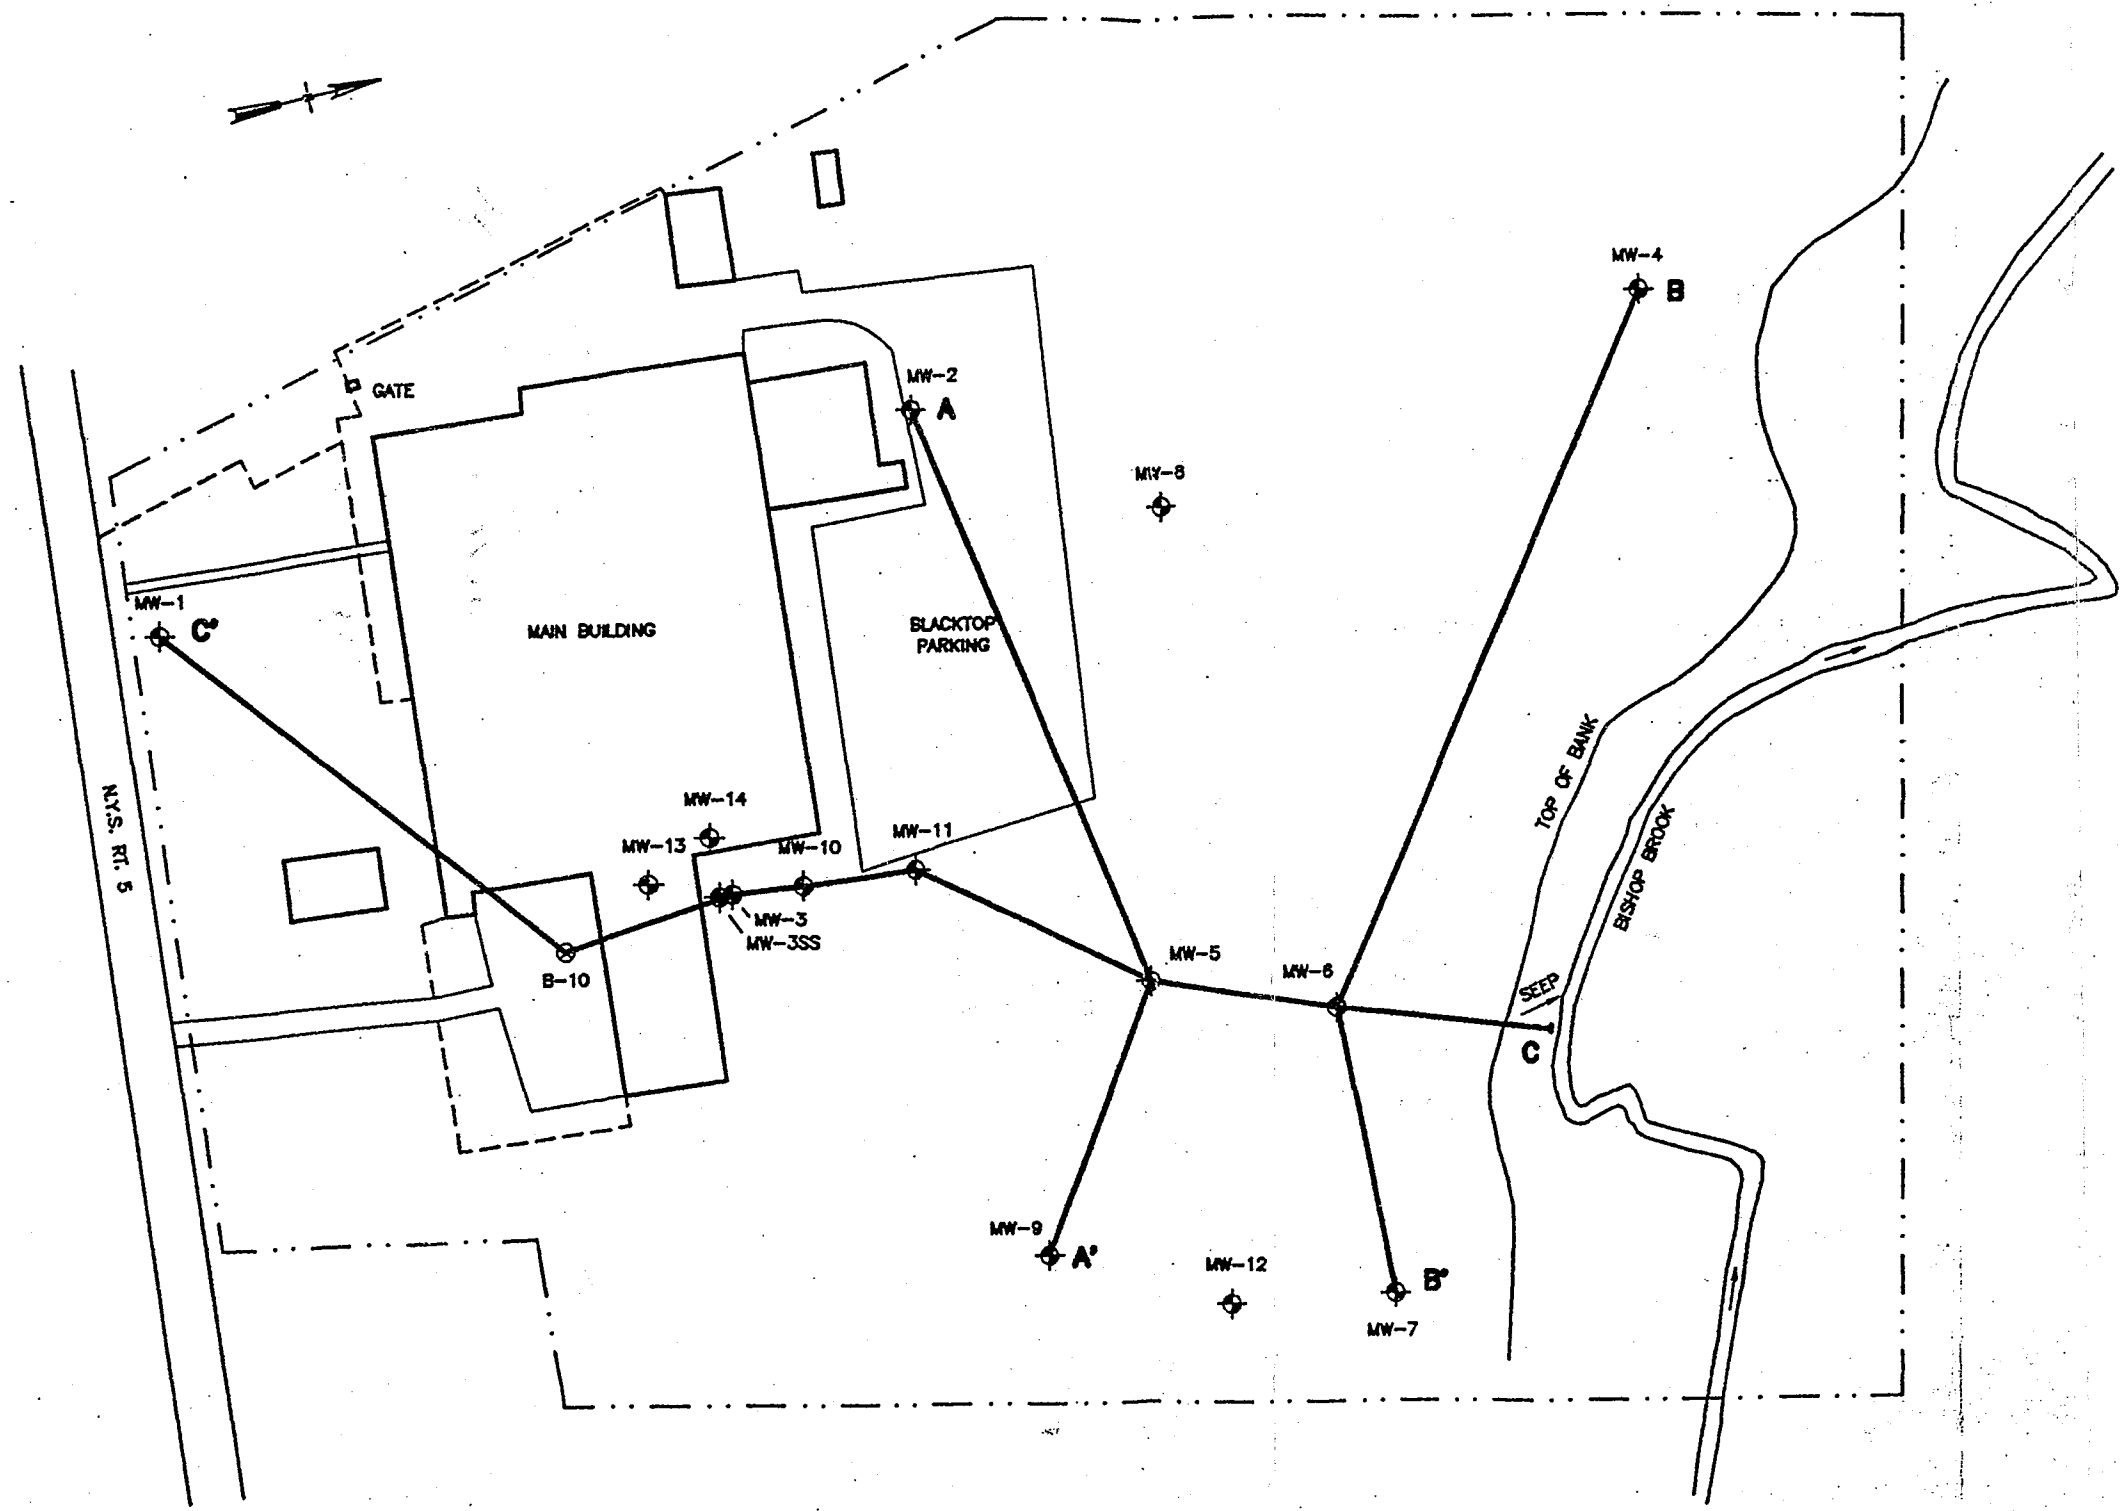 MW-4
B
GATE
MW-2
A
MW-8
MW-1
C'
MAIN BUILDING
BLACKTOP
PARKING
N.Y.S. RT. 5
TOP OF BANK
BISHOP BROOK
MW-14
MW-13
MW-10
MW-11
MW-3
MW-3SS
B-10
MW-5
MW-6
SEEP
C
MW-9
A'
MW-12
B'
MW-7